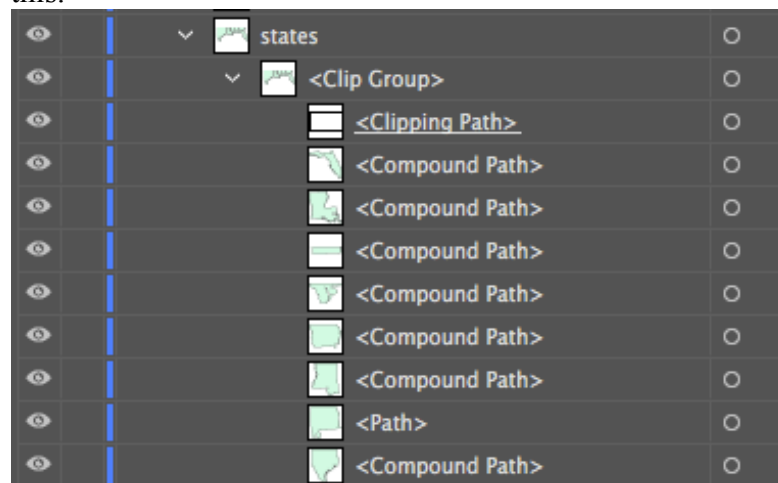 this.
states
<Clip Group>
<Clipping Path>
<Compound Path>
<Compound Path>
<Compound Path>
<Compound Path>
<Compound Path>
<Compound Path>
<Path>
<Compound Path>